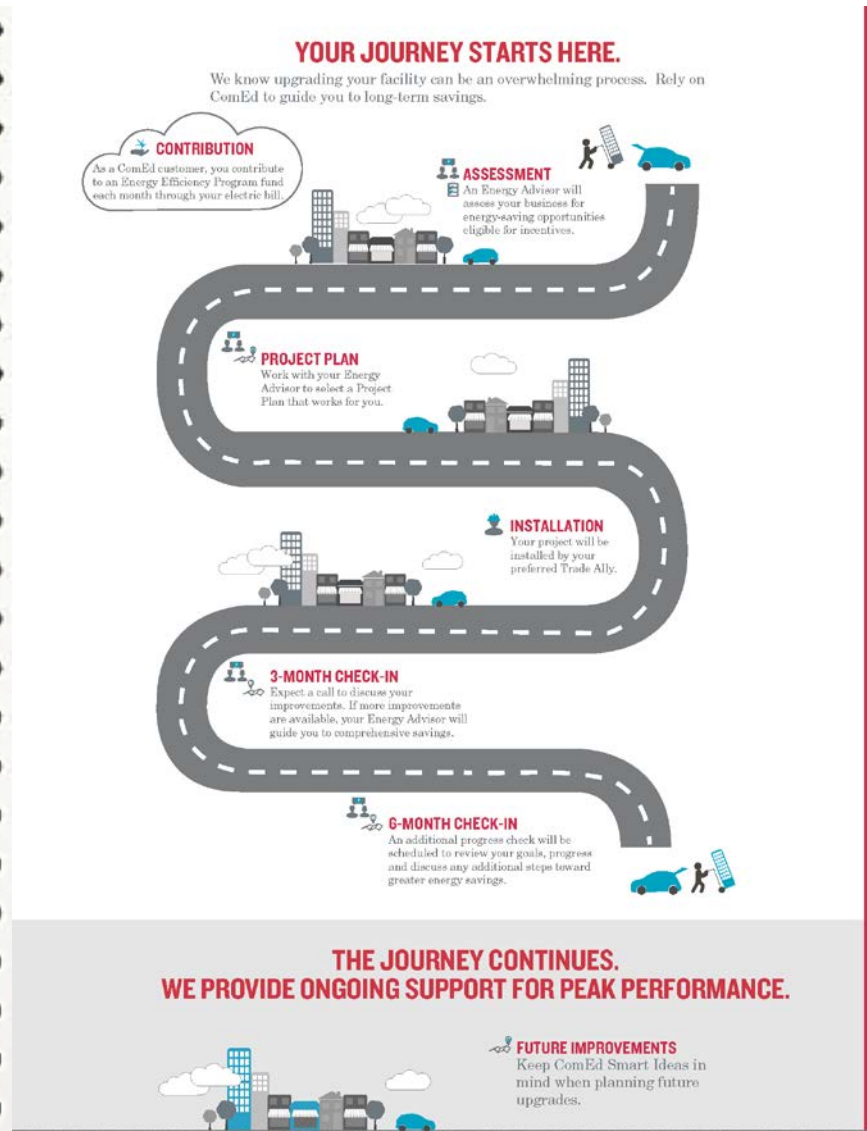 YOUR JOURNEY STARTS HERE.
We know upgrading your facility can be an overwhelming process. Rely on
ComEd to guide you to long-term savings.
CONTRIBUTION
As a ComEd customer, you contribute
to an Energy Efficiency Program fund
each month through your electric bill.
ASSESSMENT
An Energy Advisor will
assess your business for
energy-saving opportunities
eligible for incentives.
PROJECT PLAN
Work with your Energy
Advisor to select a Project
Plan that works for you.
INSTALLATION
Your project will be
installed by your
preferred Trade Ally.
3-MONTH CHECK-IN
Expect a call to discuss your
improvements. If more improvements
are available, your Energy Advisor will
guide you to comprehensive savings.
6-MONTH CHECK-IN
An additional progress check will be
scheduled to review your goals, progress
and discuss any additional steps toward
greater energy savings.
THE JOURNEY CONTINUES.
WE PROVIDE ONGOING SUPPORT FOR PEAK PERFORMANCE.
FUTURE IMPROVEMENTS
Keep ComEd Smart Ideas in
mind when planning future
upgrades.